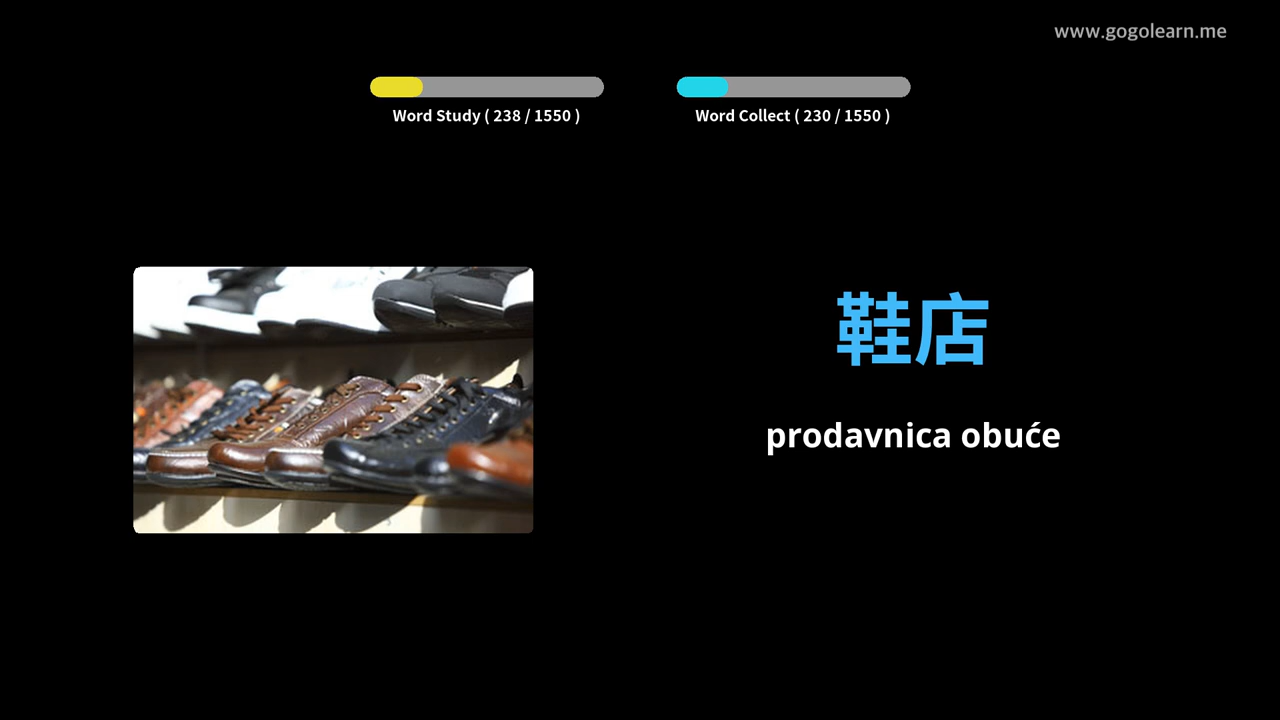 www.gogolearn.me
Word Study ( 238 / 1550 )
Word Collect ( 230 / 1550 )
鞋店
prodavnica obuće